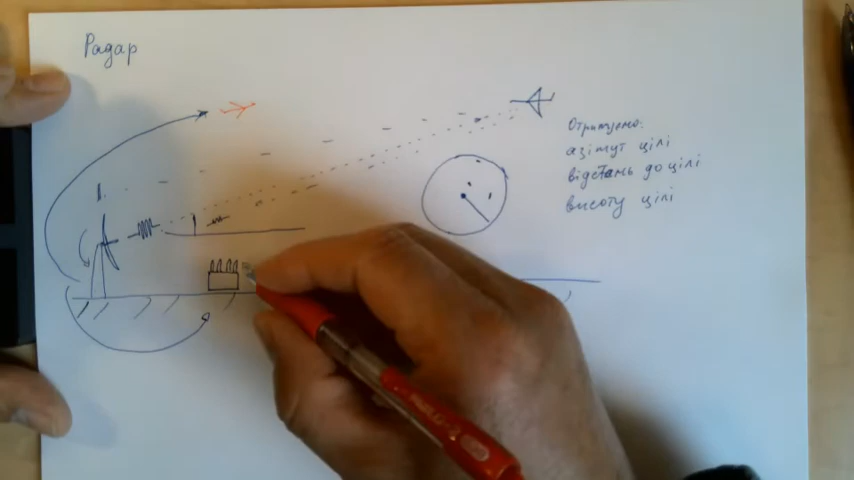 Радар
Отримуємо:
азімут цілі
відстань до цілі
висоту цілі